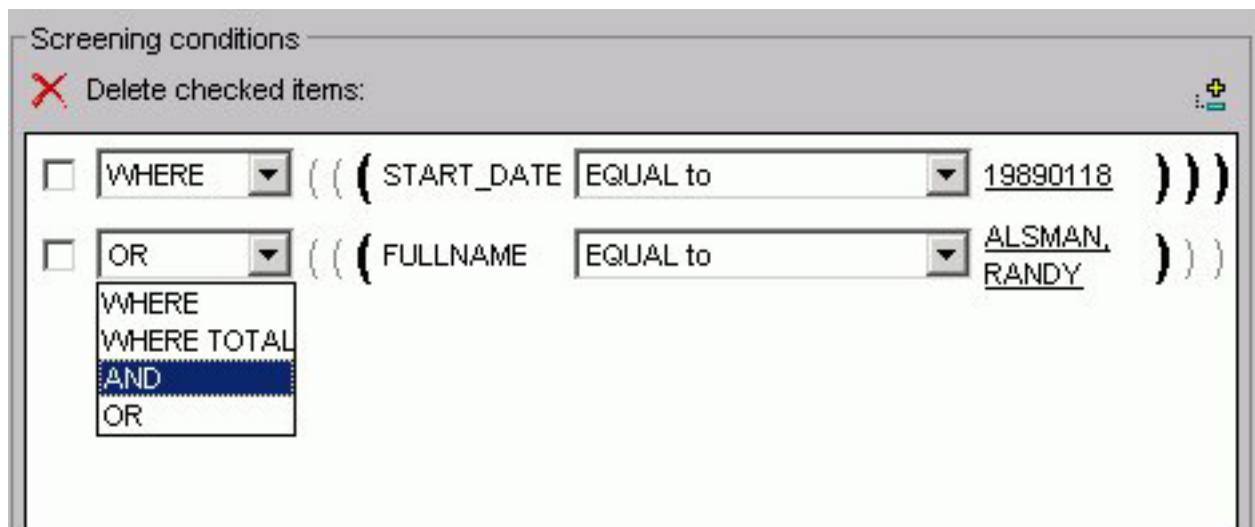 Screening conditions
Delete checked items:
WHERE ( ( ( START_DATE EQUAL to 19890118 ) ) )
OR ( ( ( FULLNAME EQUAL to ALSMAN,
RANDY ) ) )
WHERE
WHERE TOTAL
AND
OR